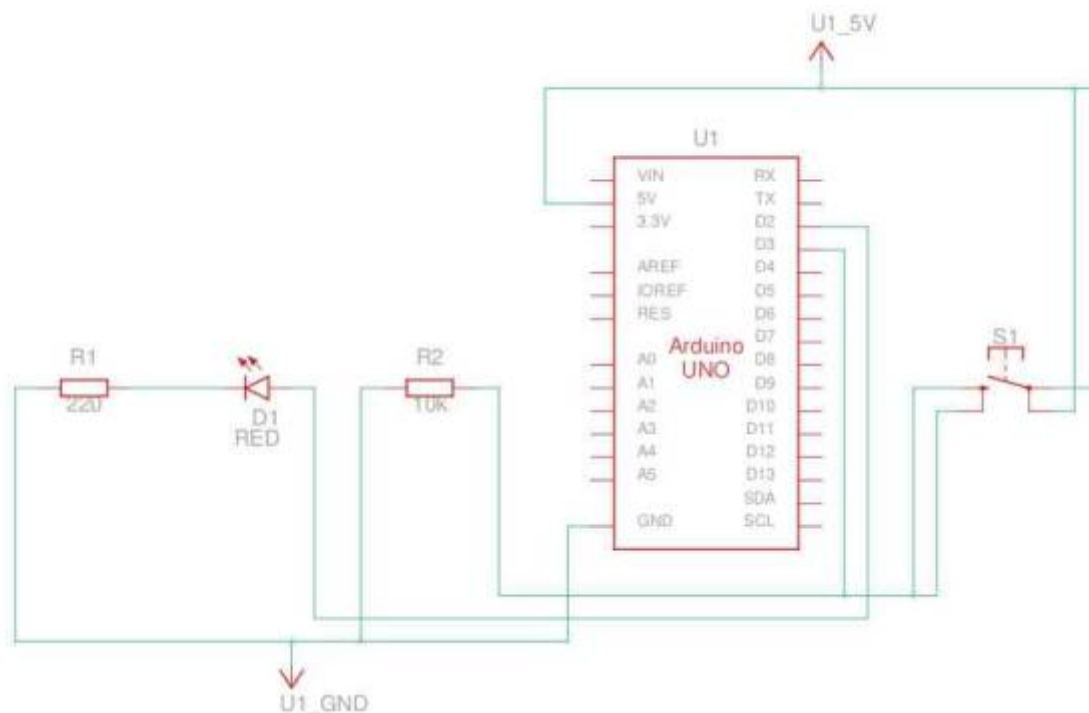 U1_5V
U1
VIN RX
5V TX
3.3V D2
D3
AREF D4
IOREF D5
RES D6
D7
Arduino
UNO
A0 D8
A1 D9
A2 D10
A3 D11
A4 D12
A5 D13
SDA
GND SCL
S1
R1
220
D1
RED
R2
10k
U1_GND